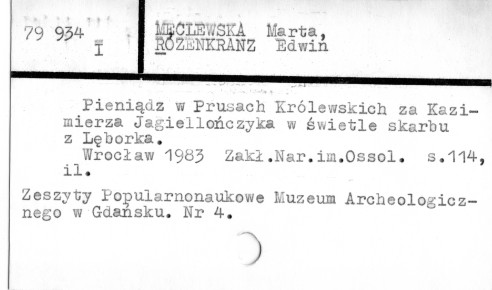 79 934 I
MĘCLEWSKA Marta,
ROZENKRANZ Edwin
Pieniądz w Prusach Królewskich za Kazi-
mierza Jagiellończyka w świetle skarbu
z Lęborka.
Wrocław 1983 Zakł.Nar.im.Ossol. s.114,
il.
Zeszyty Popularnonaukowe Muzeum Archeologicz-
nego w Gdańsku. Nr 4.